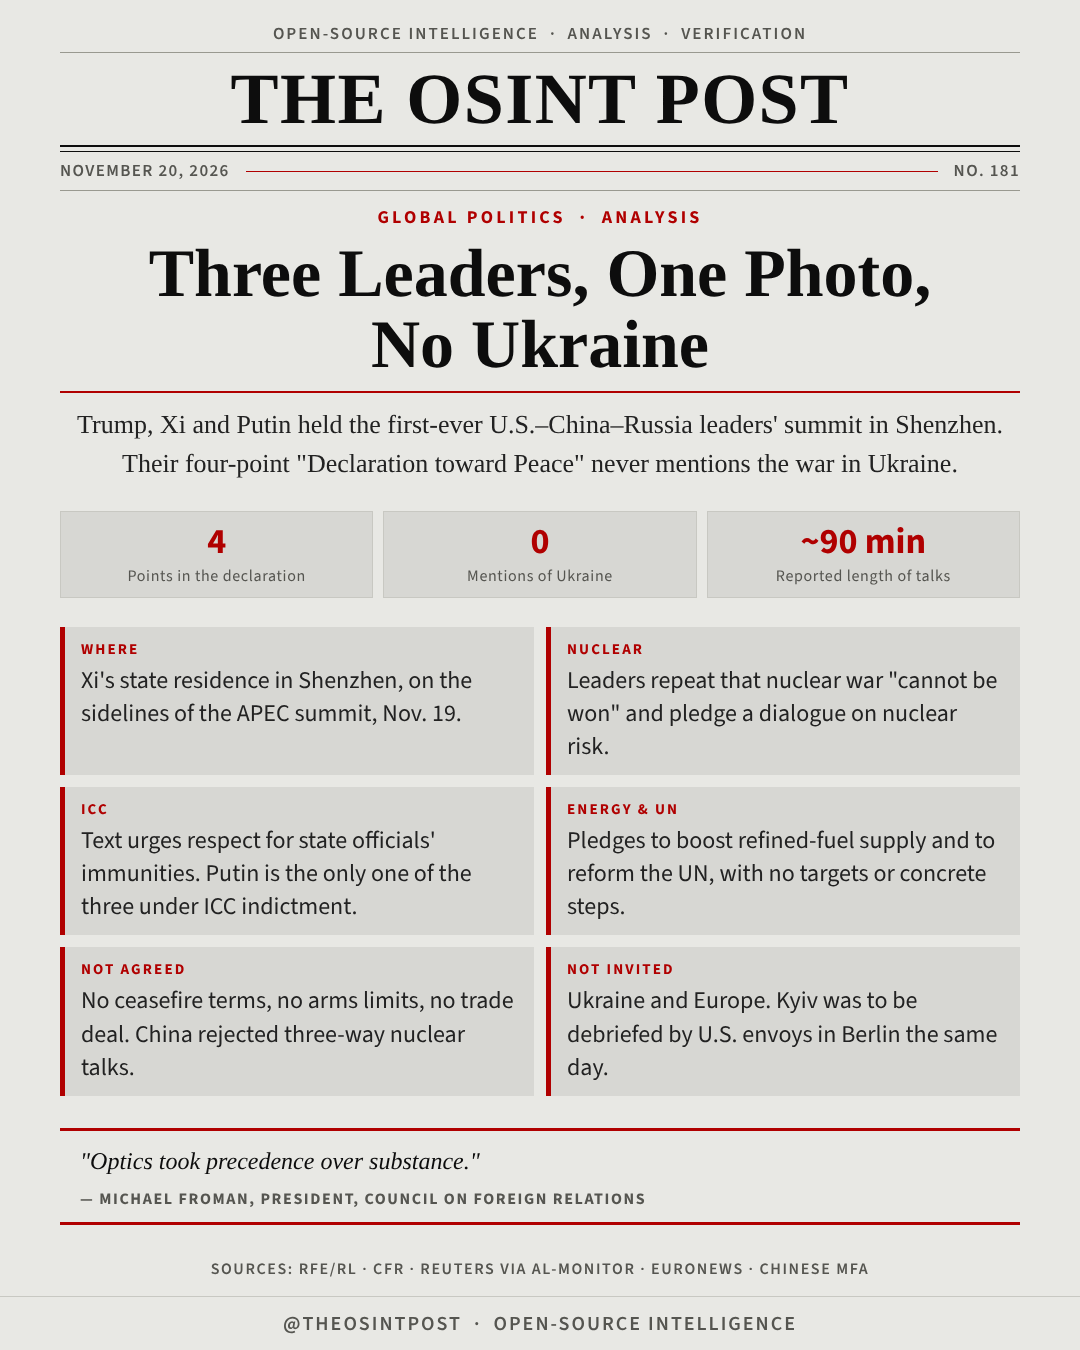 OPEN-SOURCE INTELLIGENCE · ANALYSIS · VERIFICATION
THE OSINT POST
NOVEMBER 20, 2026
NO. 181
GLOBAL POLITICS · ANALYSIS
Three Leaders, One Photo,
No Ukraine
Trump, Xi and Putin held the first-ever U.S.–China–Russia leaders' summit in Shenzhen.
Their four-point "Declaration toward Peace" never mentions the war in Ukraine.
4
Points in the declaration
0
Mentions of Ukraine
~90 min
Reported length of talks
WHERE
Xi's state residence in Shenzhen, on the
sidelines of the APEC summit, Nov. 19.
NUCLEAR
Leaders repeat that nuclear war "cannot be
won" and pledge a dialogue on nuclear
risk.
ICC
Text urges respect for state officials'
immunities. Putin is the only one of the
three under ICC indictment.
ENERGY & UN
Pledges to boost refined-fuel supply and to
reform the UN, with no targets or concrete
steps.
NOT AGREED
No ceasefire terms, no arms limits, no trade
deal. China rejected three-way nuclear
talks.
NOT INVITED
Ukraine and Europe. Kyiv was to be
debriefed by U.S. envoys in Berlin the same
day.
"Optics took precedence over substance."
— MICHAEL FROMAN, PRESIDENT, COUNCIL ON FOREIGN RELATIONS
SOURCES: RFE/RL · CFR · REUTERS VIA AL-MONITOR · EURONEWS · CHINESE MFA
@THEOSINTPOST · OPEN-SOURCE INTELLIGENCE